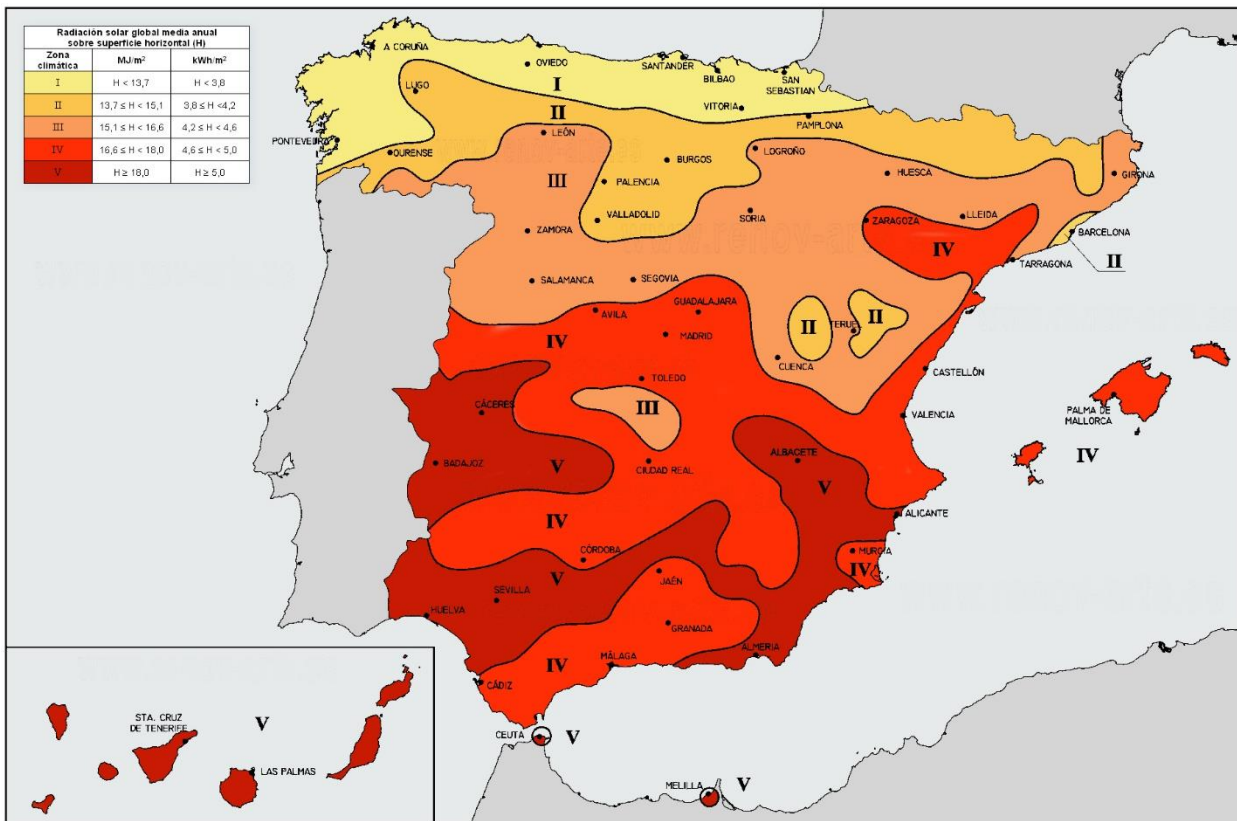 Radiación solar global media anual
sobre superficie horizontal (H)
Zona climática MJ/m² kWh/m²
I H < 13,7 H < 3,8
II 13,7 ≤ H < 15,1 3,8 ≤ H <4,2
III 15,1 ≤ H < 16,6 4,2 ≤ H < 4,6
IV 16,6 ≤ H < 18,0 4,6 ≤ H < 5,0
V H ≥ 18,0 H ≥ 5,0
A CORUÑA
OVIEDO
SANTANDER
BILBAO
SAN SEBASTIAN
I
LUGO
VITORIA
II
PAMPLONA
LEÓN
PONTEVEDRA
OURENSE
LOGROÑO
BURGOS
HUESCA
GIRONA
III
PALENCIA
VALLADOLID
SORIA
ZARAGOZA
LLEIDA
ZAMORA
BARCELONA
IV
TARRAGONA
II
SALAMANCA
SEGOVIA
GUADALAJARA
AVILA
MADRID
II
TERUEL
II
IV
CUENCA
CASTELLÓN
TOLEDO
CÁCERES
III
VALENCIA
PALMA DE MALLORCA
IV
BADAJOZ
V
CIUDAD REAL
ALBACETE
V
IV
ALICANTE
CÓRDOBA
MURCIA
IV
V
JAÉN
SEVILLA
HUELVA
GRANADA
ALMERIA
IV
MÁLAGA
CÁDIZ
STA. CRUZ
DE TENERIFE
V
LAS PALMAS
CEUTA
V
MELILLA
V